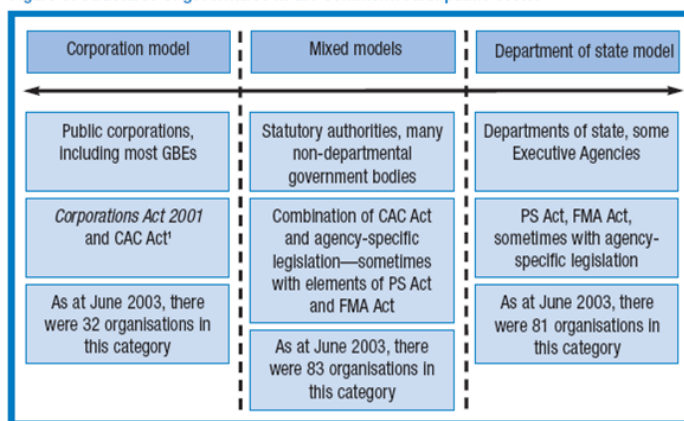 Corporation model
Mixed models
Department of state model
Public corporations,
including most GBEs
Statutory authorities, many
non-departmental
government bodies
Departments of state, some
Executive Agencies
Corporations Act 2001
and CAC Act¹
Combination of CAC Act
and agency-specific
legislation—sometimes
with elements of PS Act
and FMA Act
PS Act, FMA Act,
sometimes with agency-
specific legislation
As at June 2003, there
were 32 organisations in
this category
As at June 2003, there
were 83 organisations in
this category
As at June 2003, there
were 81 organisations in
this category